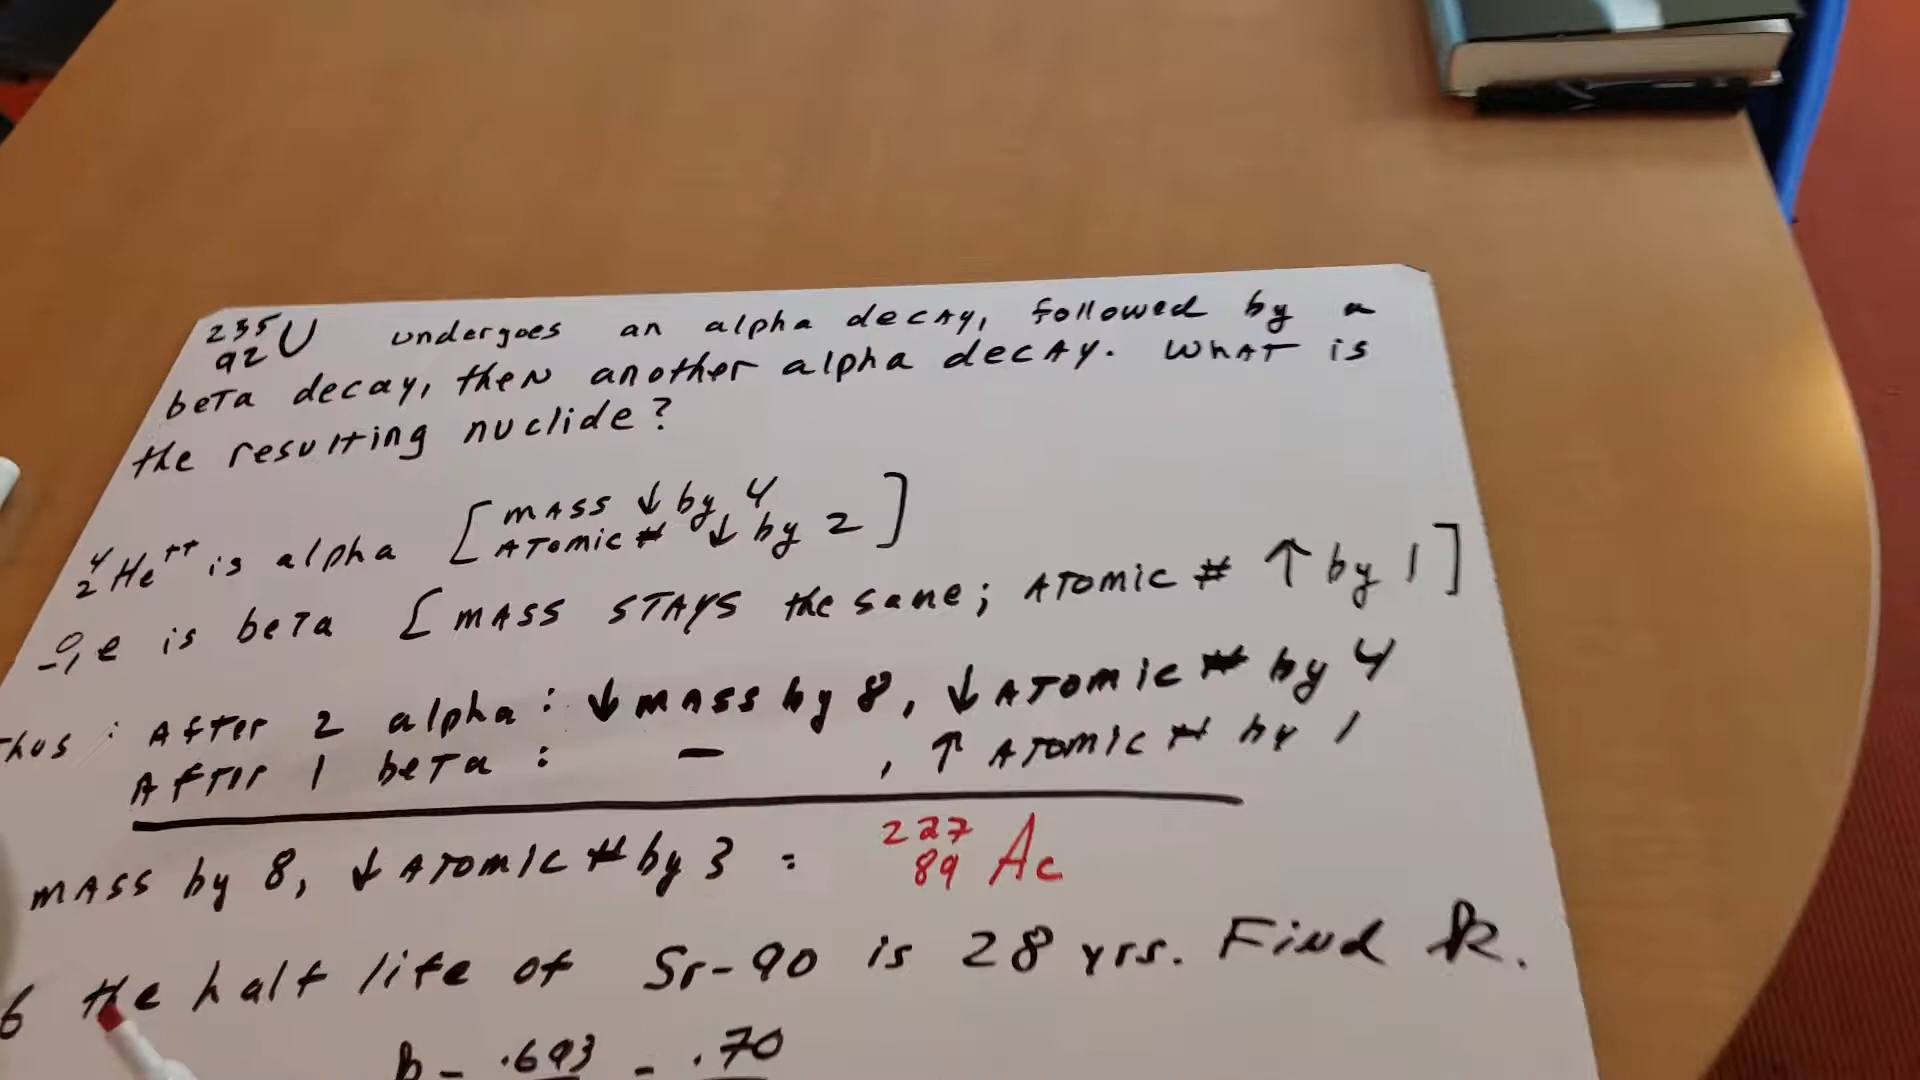 235
92 U undergoes an alpha decay, followed by a
beta decay, then another alpha decay. What is
the resulting nuclide?
4
2 He++ is alpha [mass ↓ by 4
Atomic # ↓ by 2]
0
-1 e is beta [mass stays the same; Atomic # ↑ by 1]
Thus: After 2 alpha: ↓ mass by 8, ↓ Atomic # by 4
After 1 beta: — , ↑ Atomic # by 1
mass by 8, ↓ Atomic # by 3 = 227
89 Ac
6 the half life of Sr-90 is 28 yrs. Find k.
k = .693 = .70